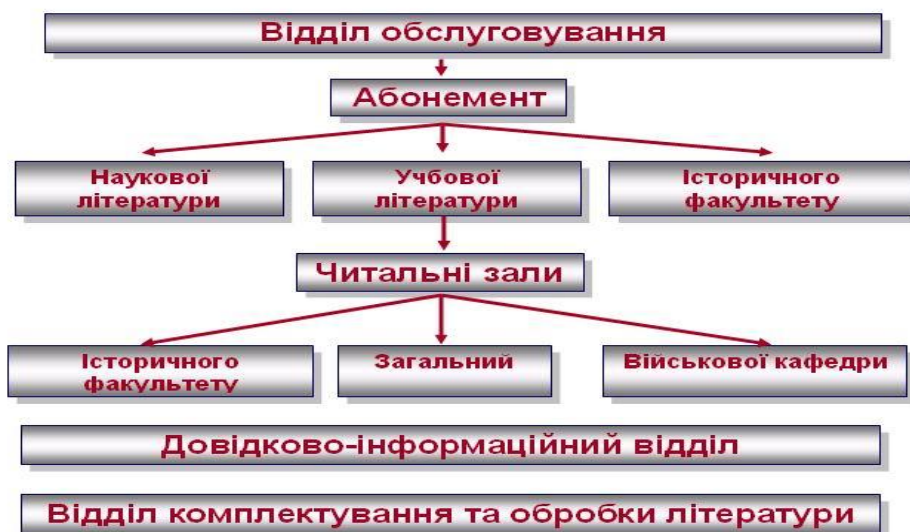 Відділ обслуговування
Абонемент
Наукової
літератури
Учбової
літератури
Історичного
факультету
Читальні зали
Історичного
факультету
Загальний
Військової кафедри
Довідково-інформаційний відділ
Відділ комплектування та обробки літератури